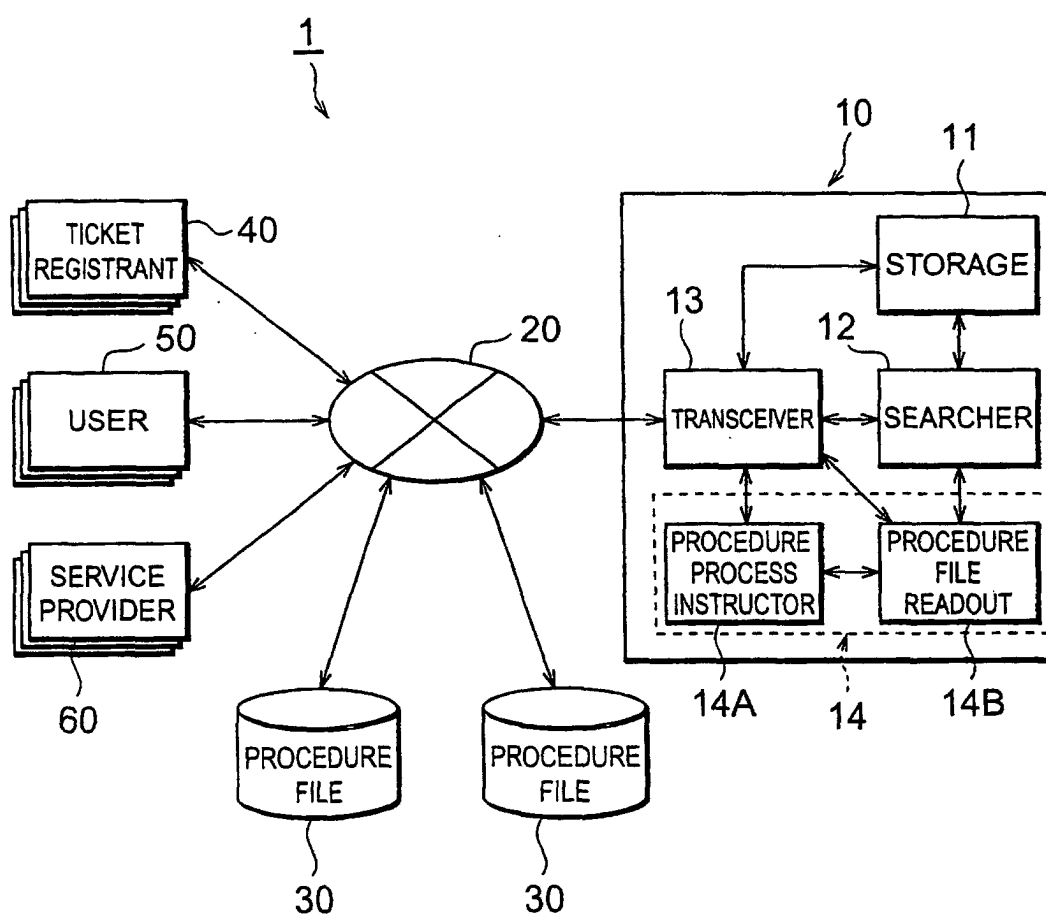 1
10
11
TICKET
REGISTRANT
40
STORAGE
13
20
12
50
USER
TRANSCEIVER
SEARCHER
SERVICE
PROVIDER
60
PROCEDURE
PROCESS
INSTRUCTOR
PROCEDURE
FILE
READOUT
14A
14
14B
PROCEDURE
FILE
PROCEDURE
FILE
30
30